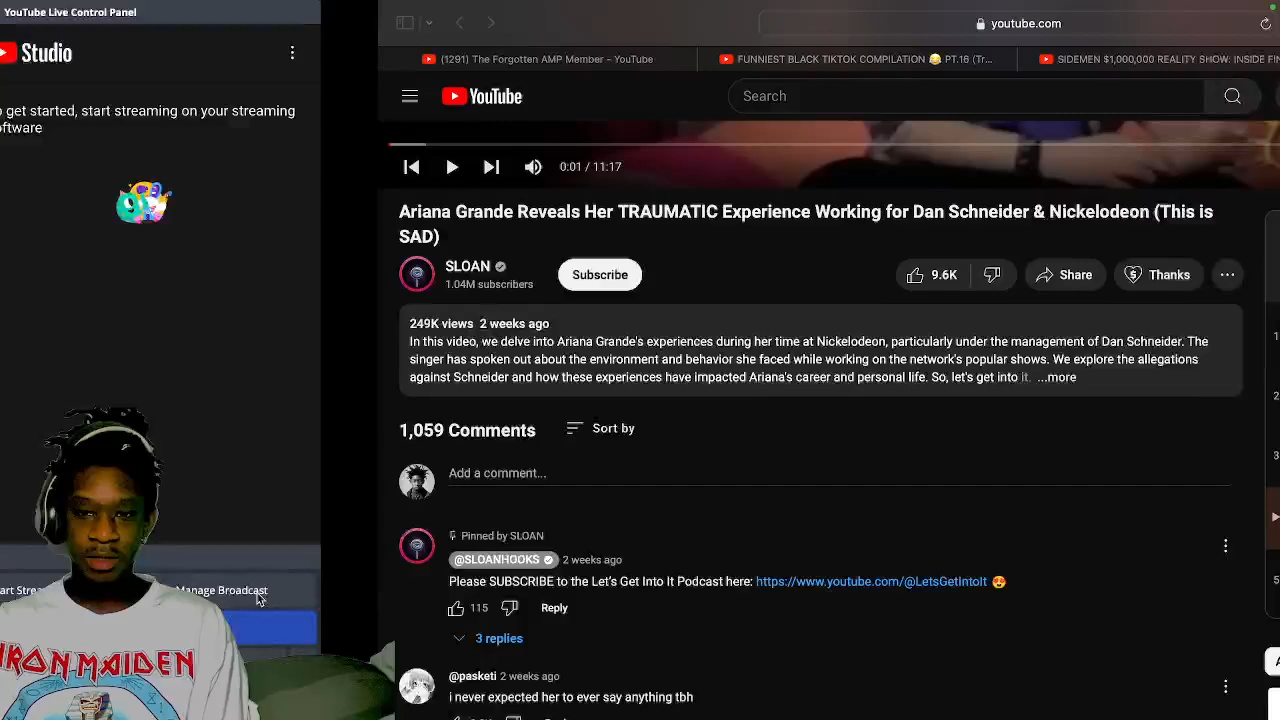 YouTube Live Control Panel
Studio
o get started, start streaming on your streaming
oftware
Manage Broadcast
IRON MAIDEN
youtube.com
(1291) The Forgotten AMP Member - YouTube
FUNNIEST BLACK TIKTOK COMPILATION 😂 PT.16 (Tr...
SIDEMEN $1,000,000 REALITY SHOW: INSIDE FIN
YouTube
Search
0:01 / 11:17
Ariana Grande Reveals Her TRAUMATIC Experience Working for Dan Schneider & Nickelodeon (This is
SAD)
SLOAN
1.04M subscribers
Subscribe
9.6K
Share
Thanks
249K views 2 weeks ago
In this video, we delve into Ariana Grande's experiences during her time at Nickelodeon, particularly under the management of Dan Schneider. The
singer has spoken out about the environment and behavior she faced while working on the network's popular shows. We explore the allegations
against Schneider and how these experiences have impacted Ariana's career and personal life. So, let's get into it. ...more
1,059 Comments
Sort by
Add a comment...
Pinned by SLOAN
@SLOANHOOKS 2 weeks ago
Please SUBSCRIBE to the Let's Get Into It Podcast here: https://www.youtube.com/@LetsGetIntoIt 😍
115
Reply
3 replies
@pasketi 2 weeks ago
i never expected her to ever say anything tbh